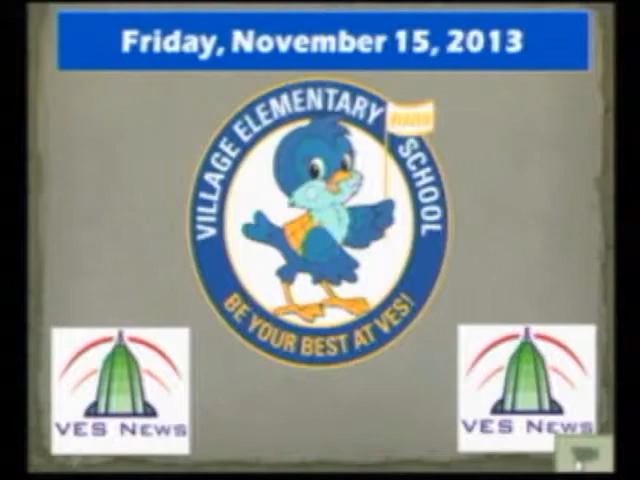 Friday, November 15, 2013
VILLAGE ELEMENTARY SCHOOL
BE YOUR BEST AT VES!
VES NEWS
VES NEWS